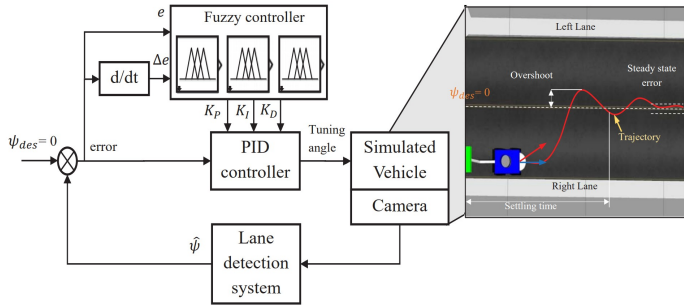 Fuzzy controller
e
Δe
d/dt
K_P K_I K_D
ψ_des = 0
error
PID
controller
Tuning
angle
Simulated
Vehicle
Camera
ψ̂
Lane
detection
system
Left Lane
Overshoot
Steady state
error
ψ_des = 0
Trajectory
Right Lane
Settling time